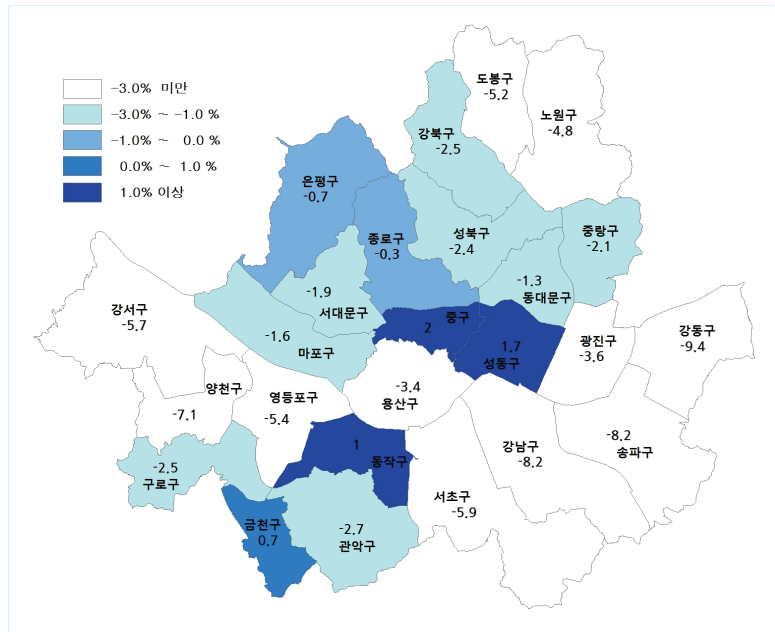 -3.0% 미만
-3.0% ~ -1.0 %
-1.0% ~ 0.0 %
0.0% ~ 1.0 %
1.0% 이상
도봉구
-5.2
노원구
-4.8
강북구
-2.5
은평구
-0.7
종로구
-0.3
성북구
-2.4
중랑구
-2.1
-1.3
동대문구
-1.9
서대문구
강서구
-5.7
-1.6
마포구
중구
2
1.7
성동구
광진구
-3.6
강동구
-9.4
양천구
-7.1
영등포구
-5.4
-3.4
용산구
-2.5
구로구
1
동작구
강남구
-8.2
-8.2
송파구
서초구
-5.9
금천구
0.7
-2.7
관악구